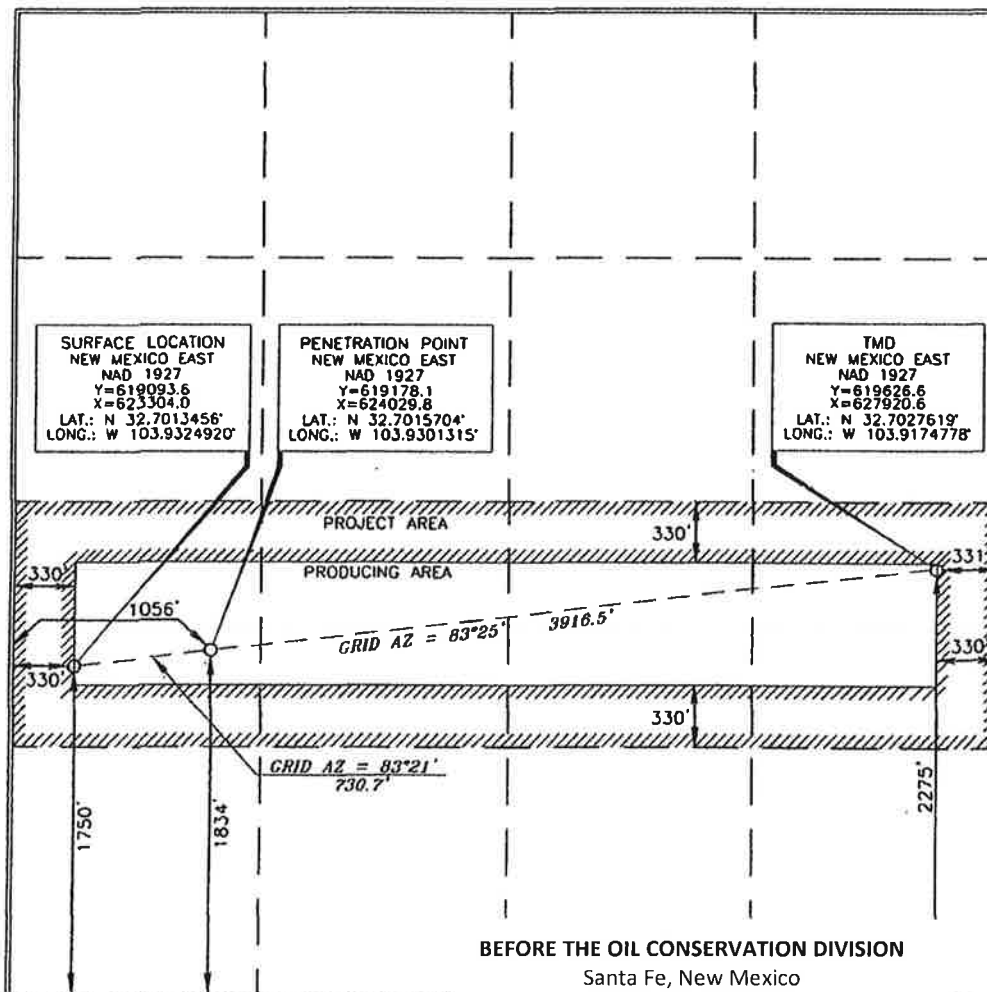 SURFACE LOCATION
NEW MEXICO EAST
NAD 1927
Y=619093.6
X=623304.0
LAT.: N 32.7013456°
LONG.: W 103.9324920°
PENETRATION POINT
NEW MEXICO EAST
NAD 1927
Y=619178.1
X=624029.8
LAT.: N 32.7015704°
LONG.: W 103.9301315°
TMD
NEW MEXICO EAST
NAD 1927
Y=619626.6
X=627920.6
LAT.: N 32.7027619°
LONG.: W 103.9174778°
PROJECT AREA
330'
330
PRODUCING AREA
331'
1056'
GRID AZ = 83°25' 3916.5'
330'
330'
330'
GRID AZ = 83°21'
730.7'
1750'
1834'
2275'
BEFORE THE OIL CONSERVATION DIVISION
Santa Fe, New Mexico